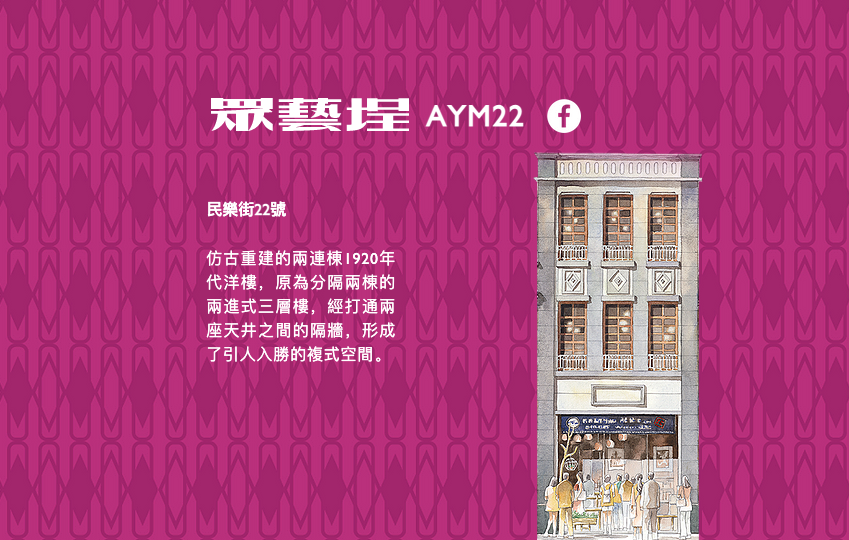 眾藝埕 AYM22
民樂街22號
仿古重建的兩連棟1920年
代洋樓，原為分隔兩棟的
兩進式三層樓，經打通兩
座天井之間的隔牆，形成
了引人入勝的複式空間。